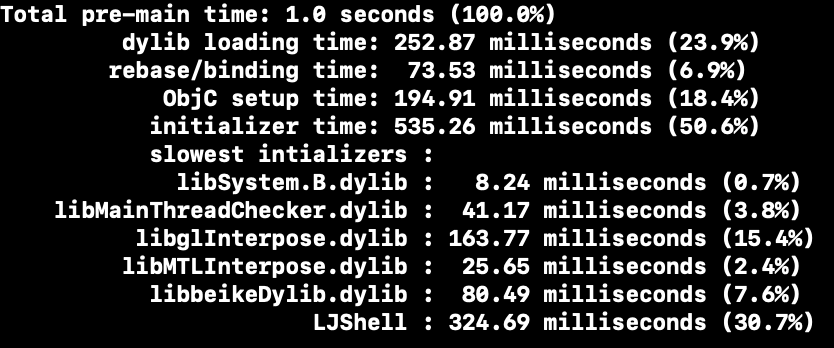 Total pre-main time: 1.0 seconds (100.0%)
dylib loading time: 252.87 milliseconds (23.9%)
rebase/binding time:  73.53 milliseconds (6.9%)
ObjC setup time: 194.91 milliseconds (18.4%)
initializer time: 535.26 milliseconds (50.6%)
slowest intializers :
libSystem.B.dylib :   8.24 milliseconds (0.7%)
libMainThreadChecker.dylib :  41.17 milliseconds (3.8%)
libglInterpose.dylib : 163.77 milliseconds (15.4%)
libMTLInterpose.dylib :  25.65 milliseconds (2.4%)
libbeikeDylib.dylib :  80.49 milliseconds (7.6%)
LJShell : 324.69 milliseconds (30.7%)